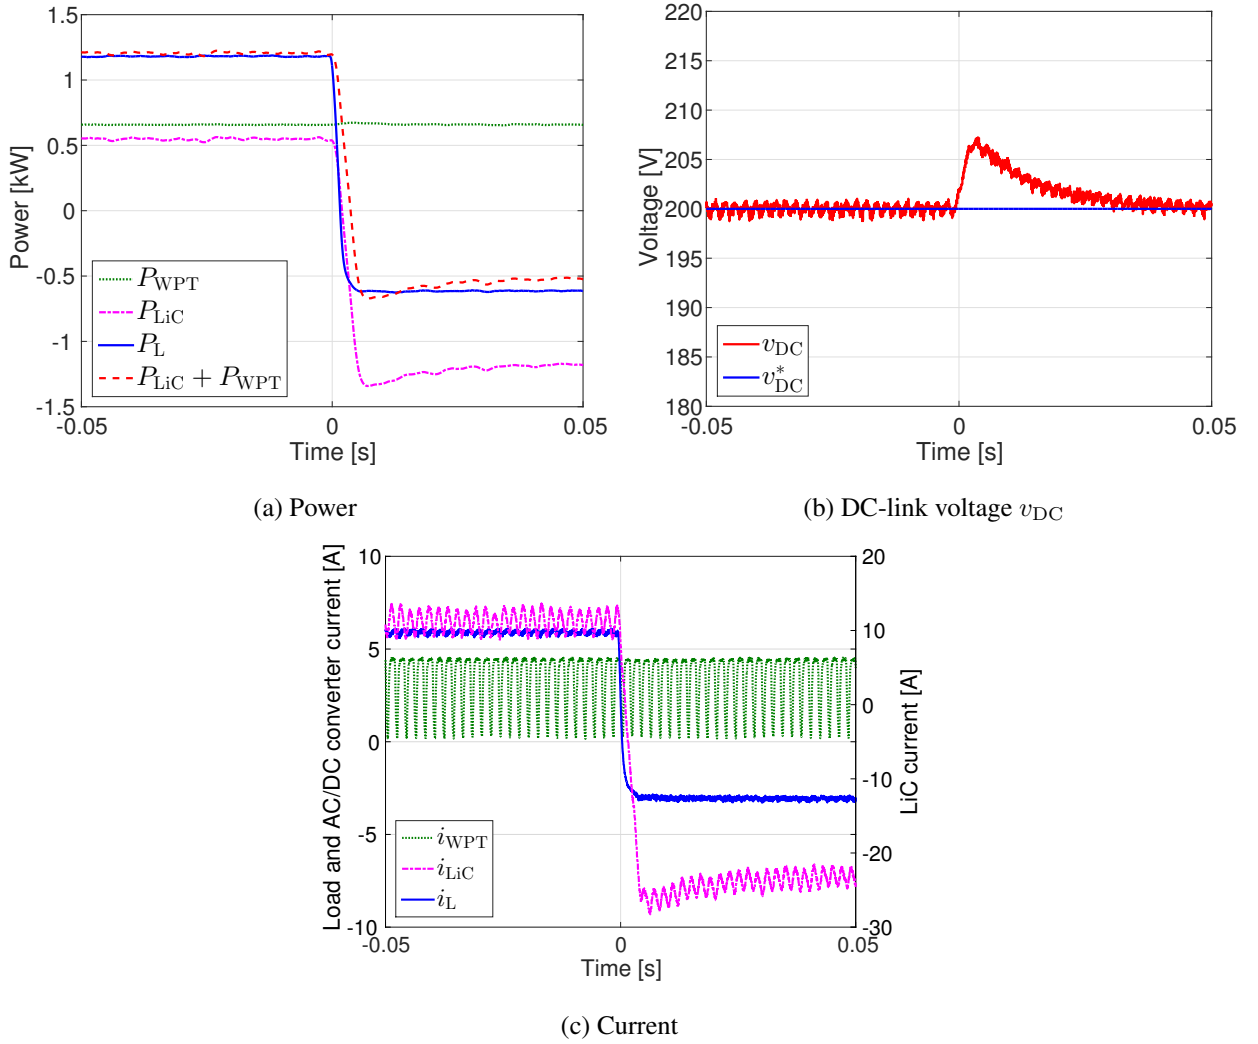 1.5
1
0.5
0
-0.5
-1
-1.5
Power [kW]
P_WPT
P_LiC
P_L
P_LiC + P_WPT
-0.05
0
0.05
Time [s]
(a) Power
220
215
210
205
200
195
190
185
180
Voltage [V]
v_DC
v*_DC
-0.05
0
0.05
Time [s]
(b) DC-link voltage v_DC
10
5
0
-5
-10
Load and AC/DC converter current [A]
20
10
0
-10
-20
-30
LiC current [A]
i_WPT
i_LiC
i_L
-0.05
0
0.05
Time [s]
(c) Current